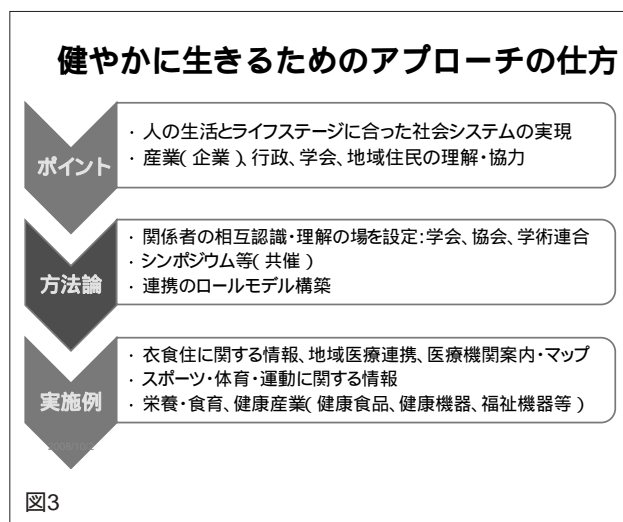 健やかに生きるためのアプローチの仕方
ポイント
・ 人の生活とライフステージに合った社会システムの実現
・ 産業( 企業 )、行政、学会、地域住民の理解・協力
方法論
・ 関係者の相互認識・理解の場を設定:学会、協会、学術連合
・ シンポジウム等( 共催 )
・ 連携のロールモデル構築
実施例
・ 衣食住に関する情報、地域医療連携、医療機関案内・マップ
・ スポーツ・体育・運動に関する情報
・ 栄養・食育、健康産業( 健康食品、健康機器、福祉機器等 )
図3